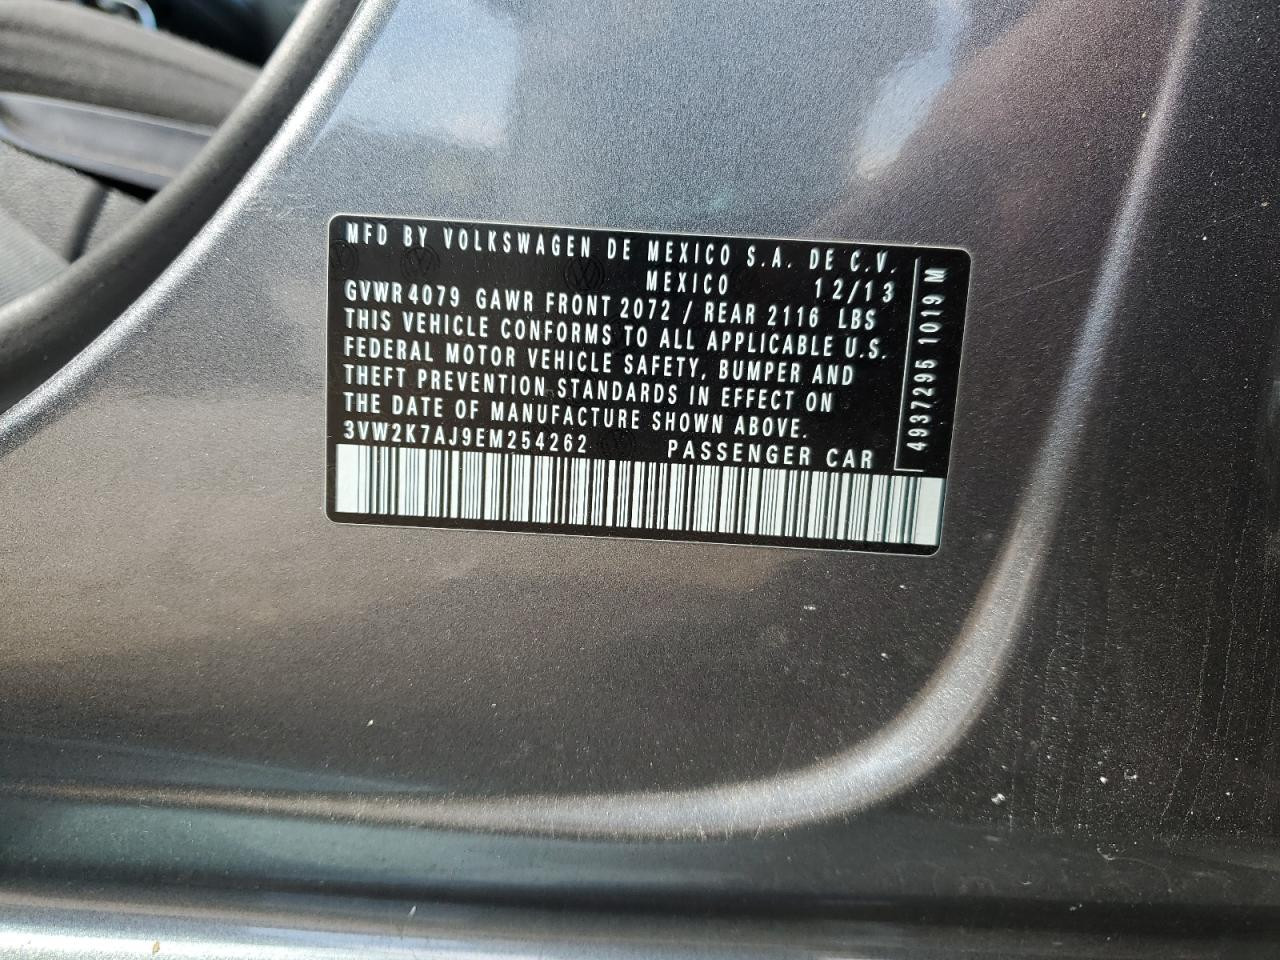 MFD BY VOLKSWAGEN DE MEXICO S.A. DE C.V.
MEXICO 12/13
GVWR 4079 GAWR FRONT 2072 / REAR 2116 LBS
THIS VEHICLE CONFORMS TO ALL APPLICABLE U.S.
FEDERAL MOTOR VEHICLE SAFETY, BUMPER AND
THEFT PREVENTION STANDARDS IN EFFECT ON
THE DATE OF MANUFACTURE SHOWN ABOVE.
3VW2K7AJ9EM254262 PASSENGER CAR
4937295 1019 M